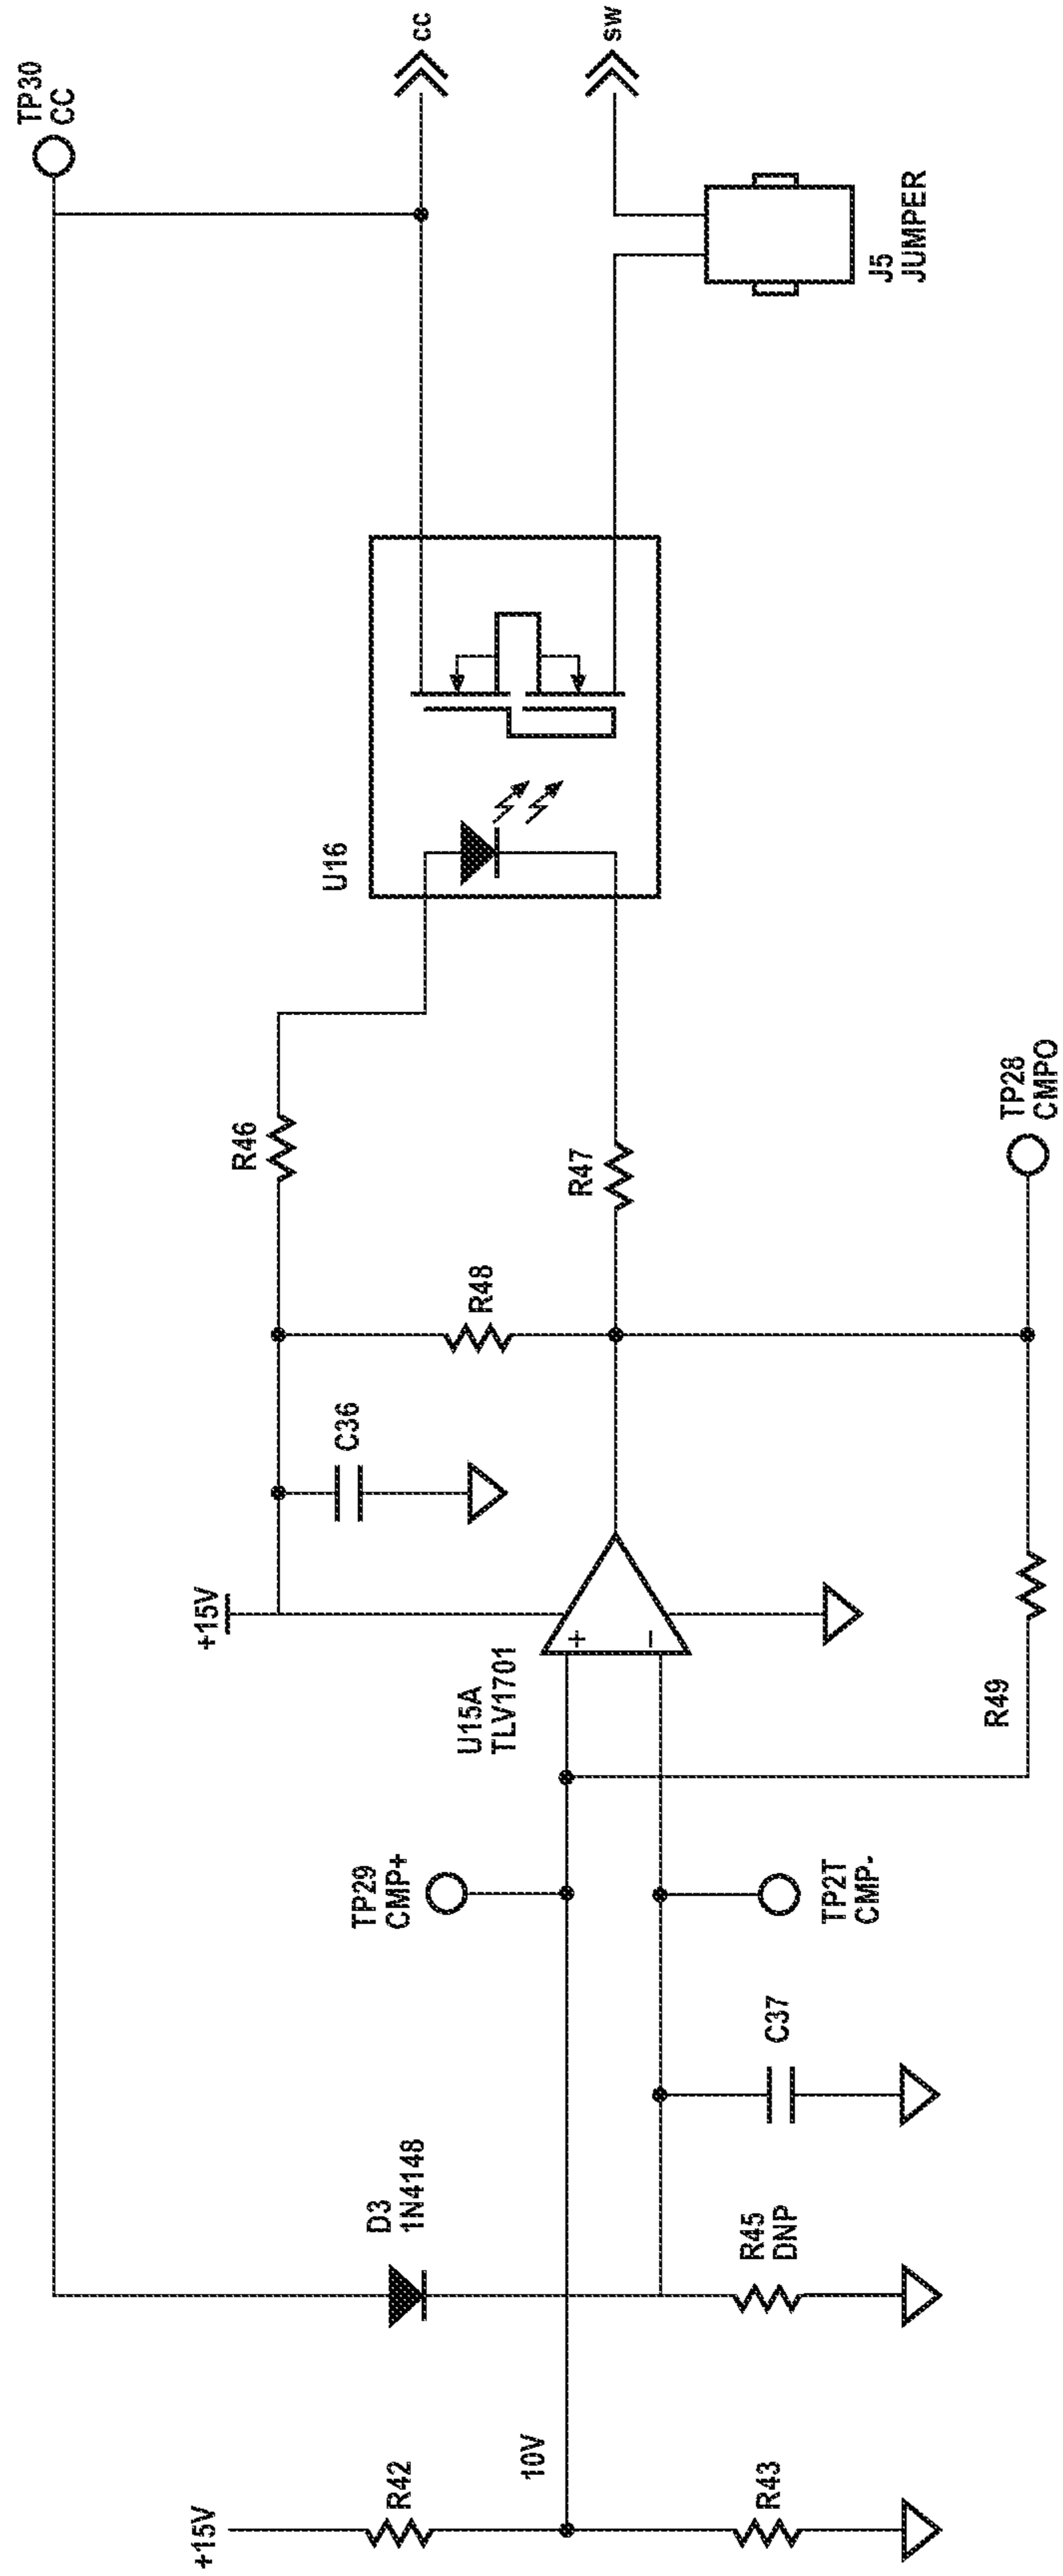 TP30
CC
CC
SW
J5
JUMPER
U16
R46
R47
R48
TP28
CMPO
C36
+15V
U15A
TLV1701
+
-
R49
TP29
CMP+
TP2T
CMP-
C37
D3
1N4148
R45
DNP
10V
+15V
R42
R43